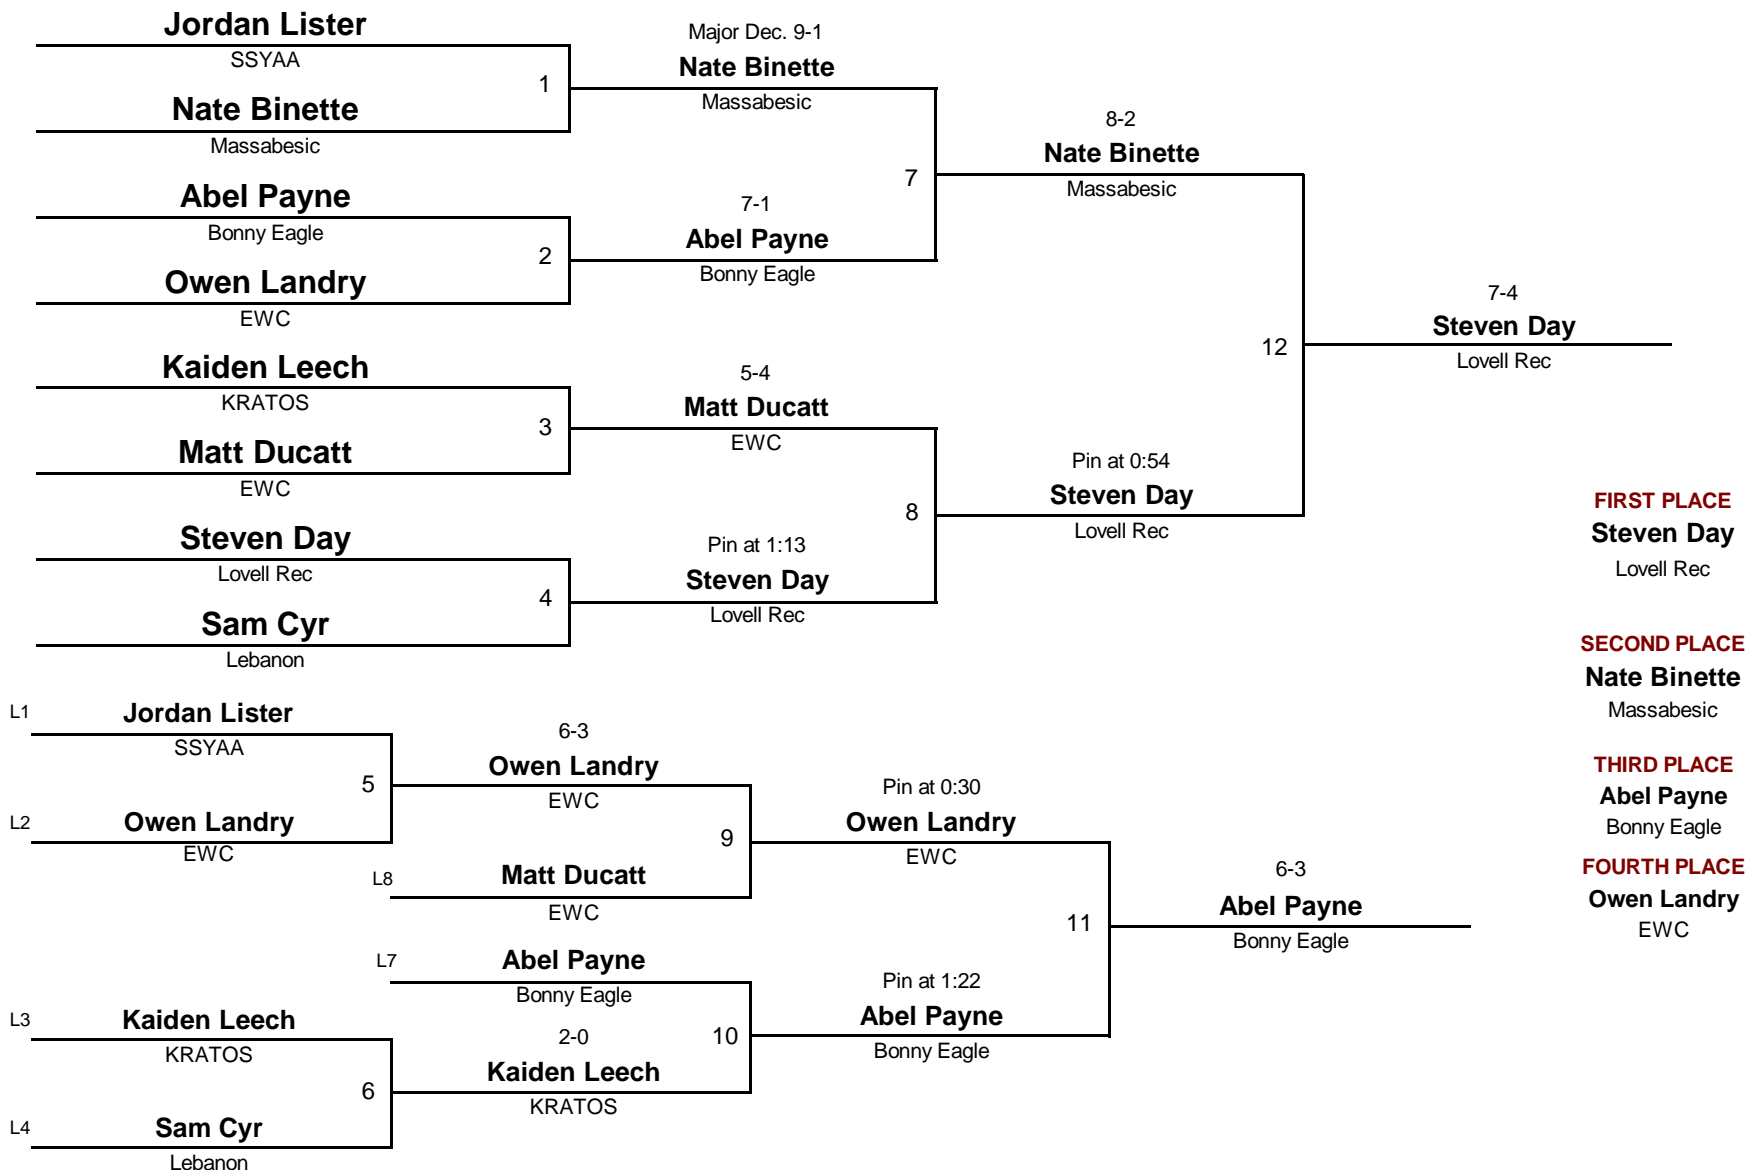 Jordan Lister
SSYAA
1
Nate Binette
Massabesic
Major Dec. 9-1
Nate Binette
Massabesic
Abel Payne
Bonny Eagle
2
Owen Landry
EWC
7-1
Abel Payne
Bonny Eagle
7
8-2
Nate Binette
Massabesic
Kaiden Leech
KRATOS
3
Matt Ducatt
EWC
5-4
Matt Ducatt
EWC
Steven Day
Lovell Rec
4
Sam Cyr
Lebanon
Pin at 1:13
Steven Day
Lovell Rec
8
Pin at 0:54
Steven Day
Lovell Rec
12
7-4
Steven Day
Lovell Rec
FIRST PLACE
Steven Day
Lovell Rec
SECOND PLACE
Nate Binette
Massabesic
THIRD PLACE
Abel Payne
Bonny Eagle
FOURTH PLACE
Owen Landry
EWC
L1
Jordan Lister
SSYAA
5
L2
Owen Landry
EWC
6-3
Owen Landry
EWC
9
L8
Matt Ducatt
EWC
Pin at 0:30
Owen Landry
EWC
L7
Abel Payne
Bonny Eagle
10
L3
Kaiden Leech
KRATOS
6
L4
Sam Cyr
Lebanon
2-0
Kaiden Leech
KRATOS
Pin at 1:22
Abel Payne
Bonny Eagle
11
6-3
Abel Payne
Bonny Eagle